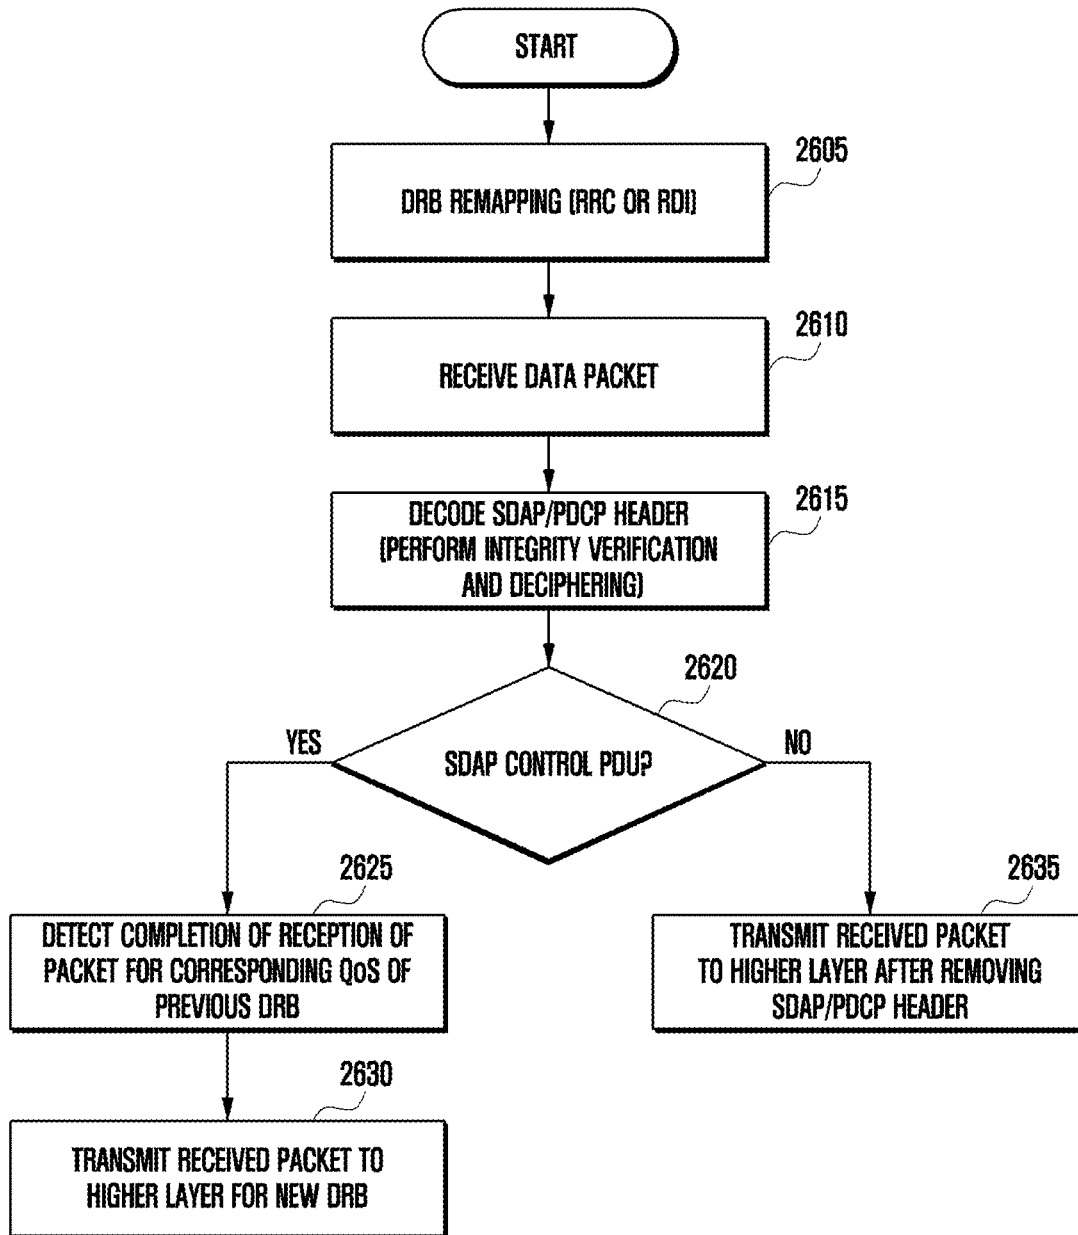 START
2605
DRB REMAPPING (RRC OR RDI)
2610
RECEIVE DATA PACKET
2615
DECODE SDAP/PDCP HEADER
(PERFORM INTEGRITY VERIFICATION
AND DECIPHERING)
2620
SDAP CONTROL PDU?
YES
NO
2625
DETECT COMPLETION OF RECEPTION OF
PACKET FOR CORRESPONDING QoS OF
PREVIOUS DRB
2635
TRANSMIT RECEIVED PACKET
TO HIGHER LAYER AFTER REMOVING
SDAP/PDCP HEADER
2630
TRANSMIT RECEIVED PACKET TO
HIGHER LAYER FOR NEW DRB